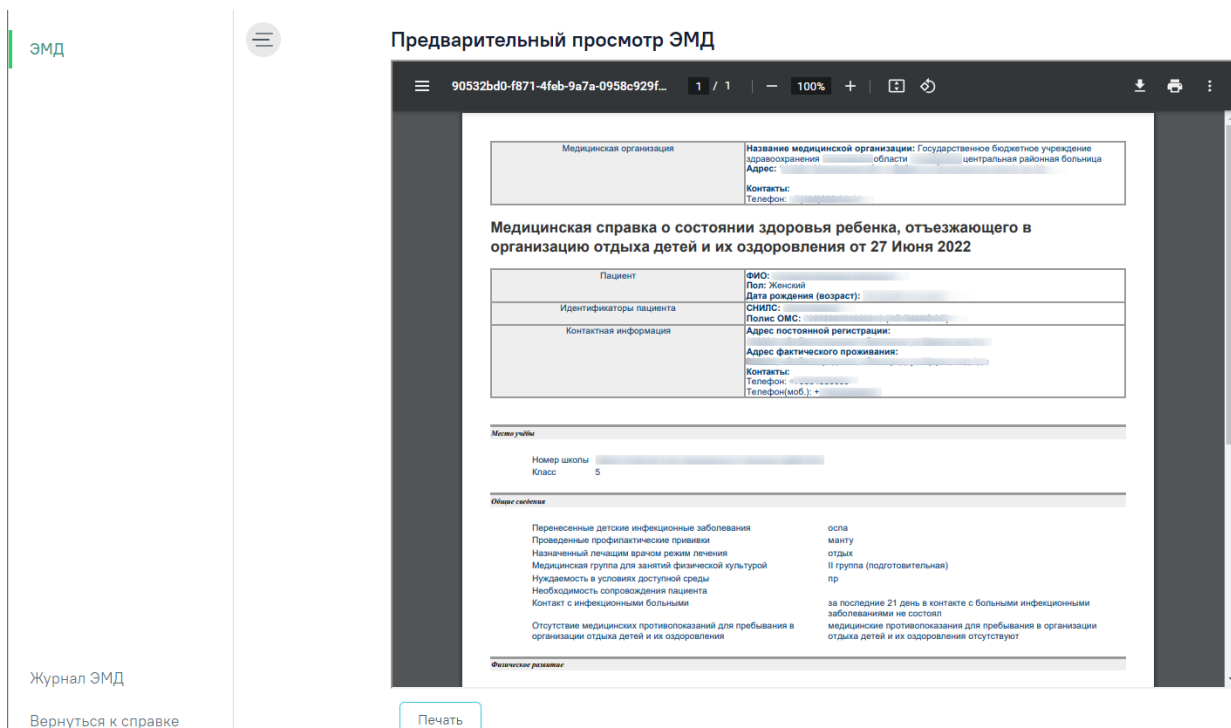 ЭМД
Предварительный просмотр ЭМД
90532bd0-f871-4feb-9a7a-0958c929f... 1 / 1 100%
Медицинская организация
Название медицинской организации: Государственное бюджетное учреждение
здравоохранения области центральная районная больница
Адрес:
Контакты:
Телефон:
Медицинская справка о состоянии здоровья ребенка, отъезжающего в
организацию отдыха детей и их оздоровления от 27 Июня 2022
Пациент
ФИО:
Пол: Женский
Дата рождения (возраст):
Идентификаторы пациента
СНИЛС:
Полис ОМС:
Контактная информация
Адрес постоянной регистрации:
Адрес фактического проживания:
Контакты:
Телефон:
Телефон(моб.): +
Место учёбы
Номер школы
Класс 5
Общие сведения
Перенесенные детские инфекционные заболевания оспа
Проведенные профилактические прививки манту
Назначенный лечащим врачом режим лечения отдых
Медицинская группа для занятий физической культурой II группа (подготовительная)
Нуждаемость в условиях доступной среды пр
Необходимость сопровождения пациента
Контакт с инфекционными больными за последние 21 день в контакте с больными инфекционными
заболеваниями не состоял
Отсутствие медицинских противопоказаний для пребывания в медицинские противопоказания для пребывания в организации
организации отдыха детей и их оздоровления отдыха детей и их оздоровления отсутствуют
Физическое развитие
Журнал ЭМД
Вернуться к справке
Печать